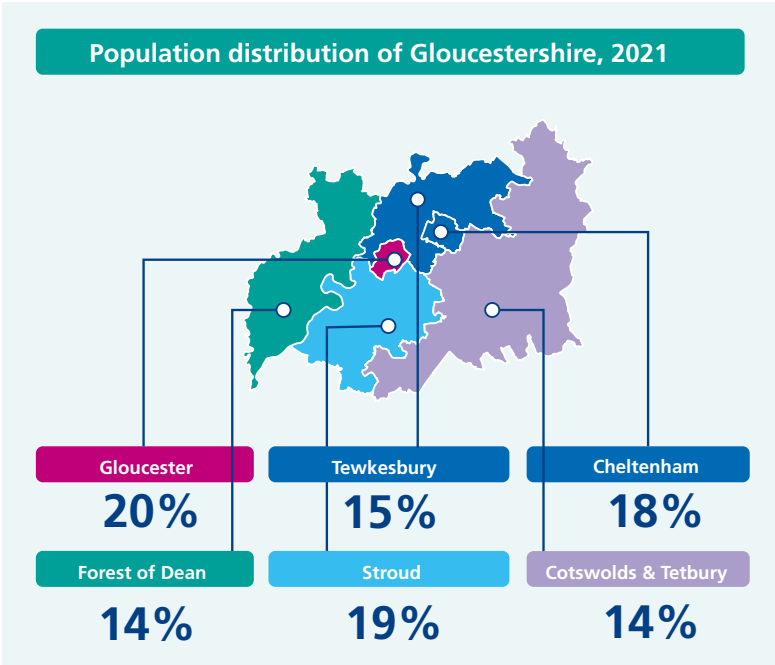 Population distribution of Gloucestershire, 2021
Gloucester
20%
Tewkesbury
15%
Cheltenham
18%
Forest of Dean
14%
Stroud
19%
Cotswolds & Tetbury
14%